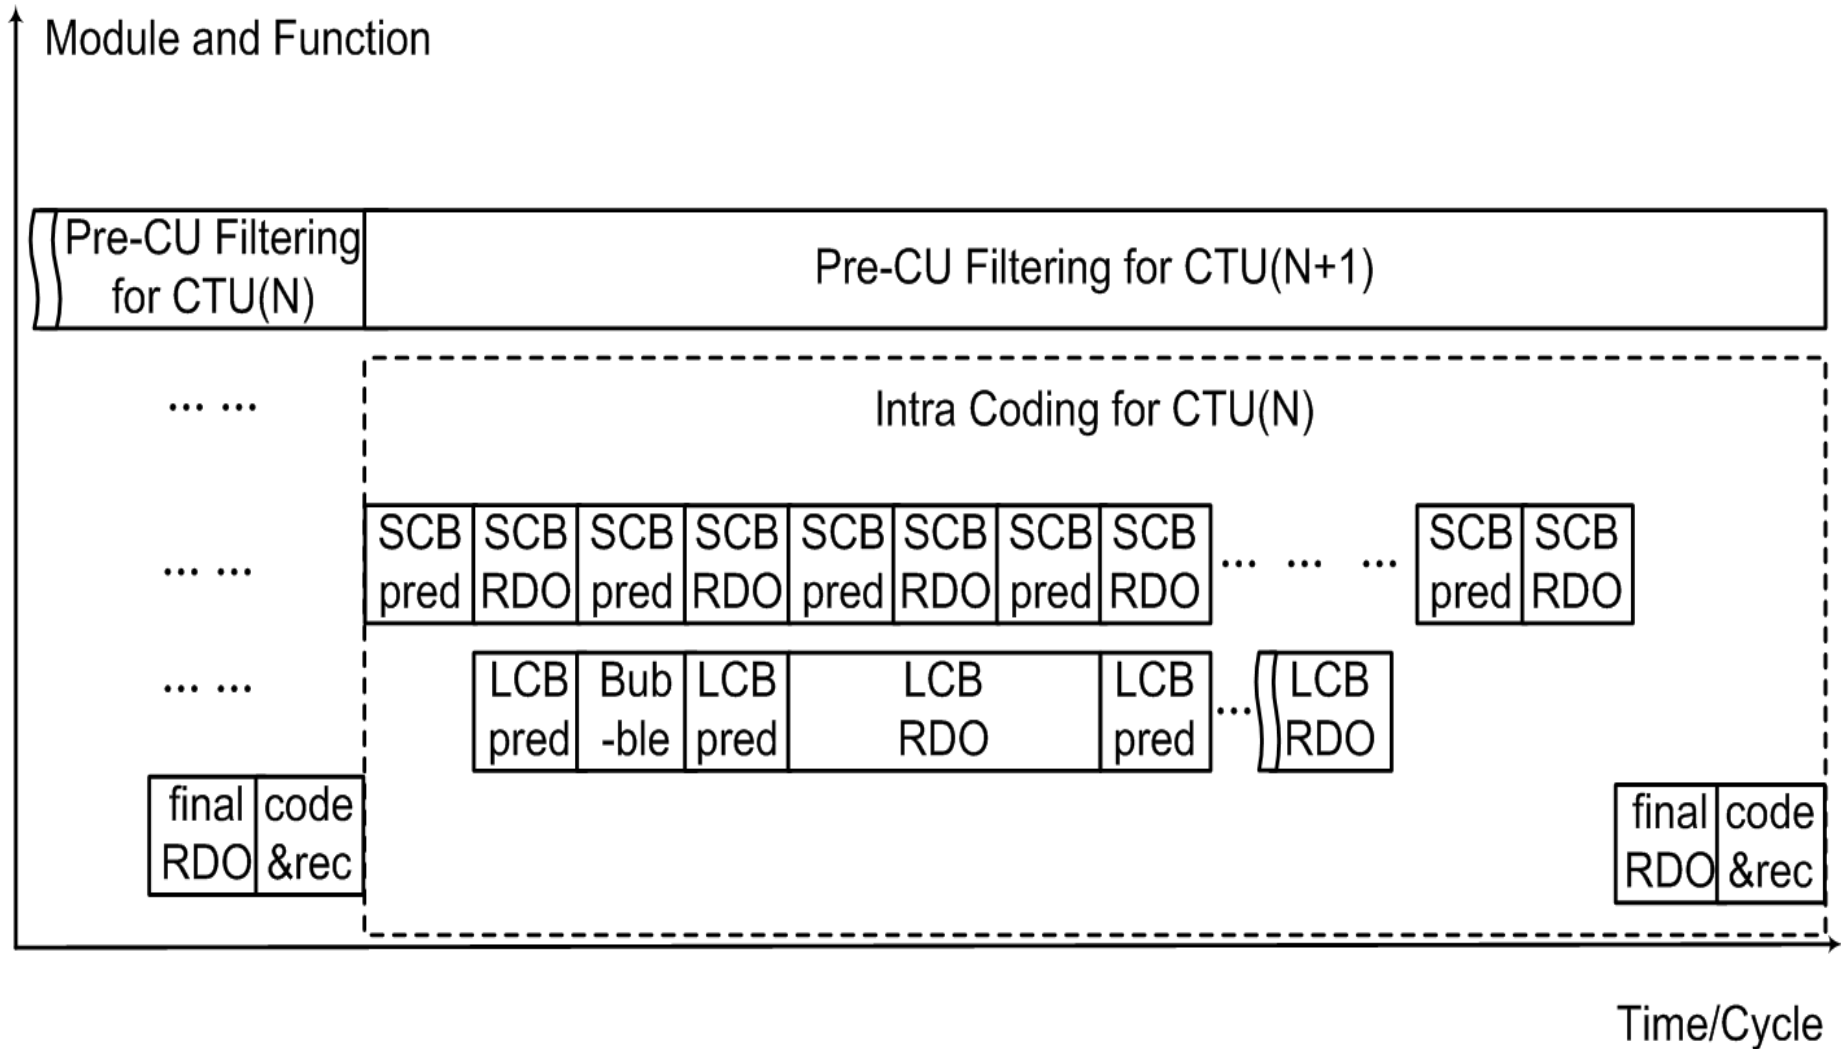 Module and Function
Pre-CU Filtering
for CTU(N)
Pre-CU Filtering for CTU(N+1)
... ...
Intra Coding for CTU(N)
... ...
SCB
pred
SCB
RDO
SCB
pred
SCB
RDO
SCB
pred
SCB
RDO
SCB
pred
SCB
RDO
... ... ...
SCB
pred
SCB
RDO
... ...
LCB
pred
Bub
-ble
LCB
pred
LCB
RDO
LCB
pred
...
LCB
RDO
final
RDO
code
&rec
final
RDO
code
&rec
Time/Cycle